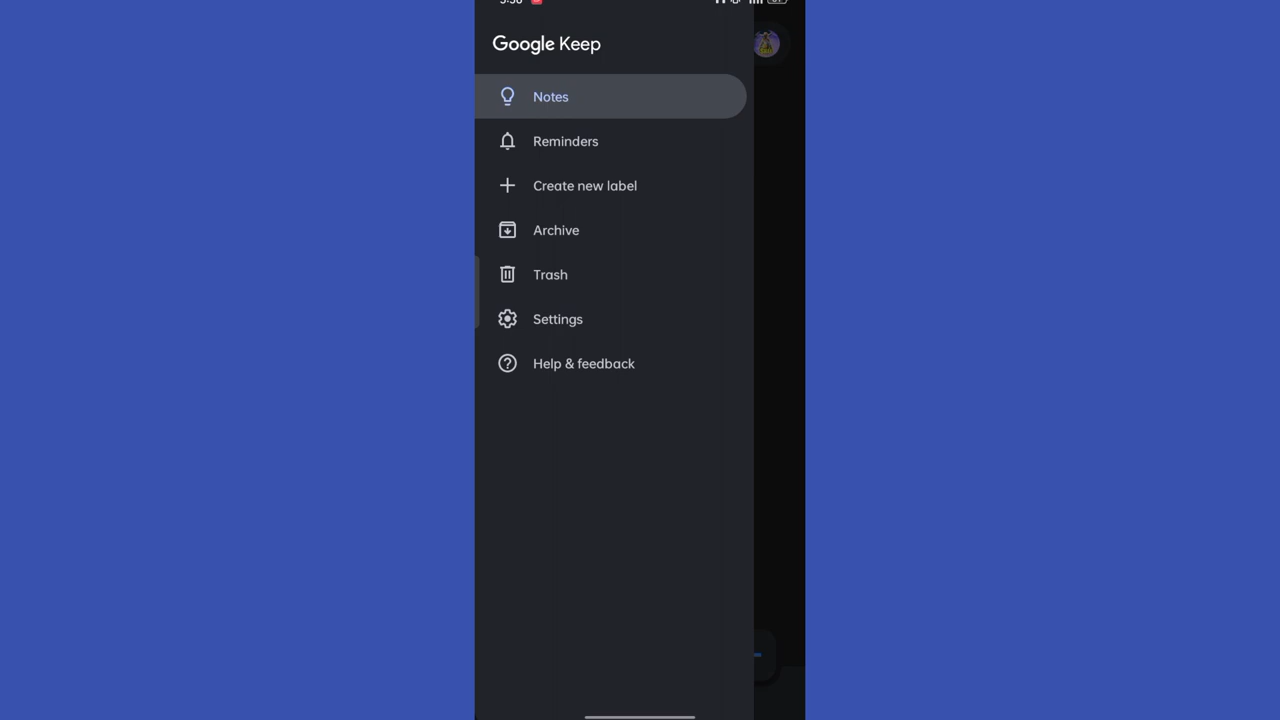 Google Keep
Notes
Reminders
Create new label
Archive
Trash
Settings
Help & feedback